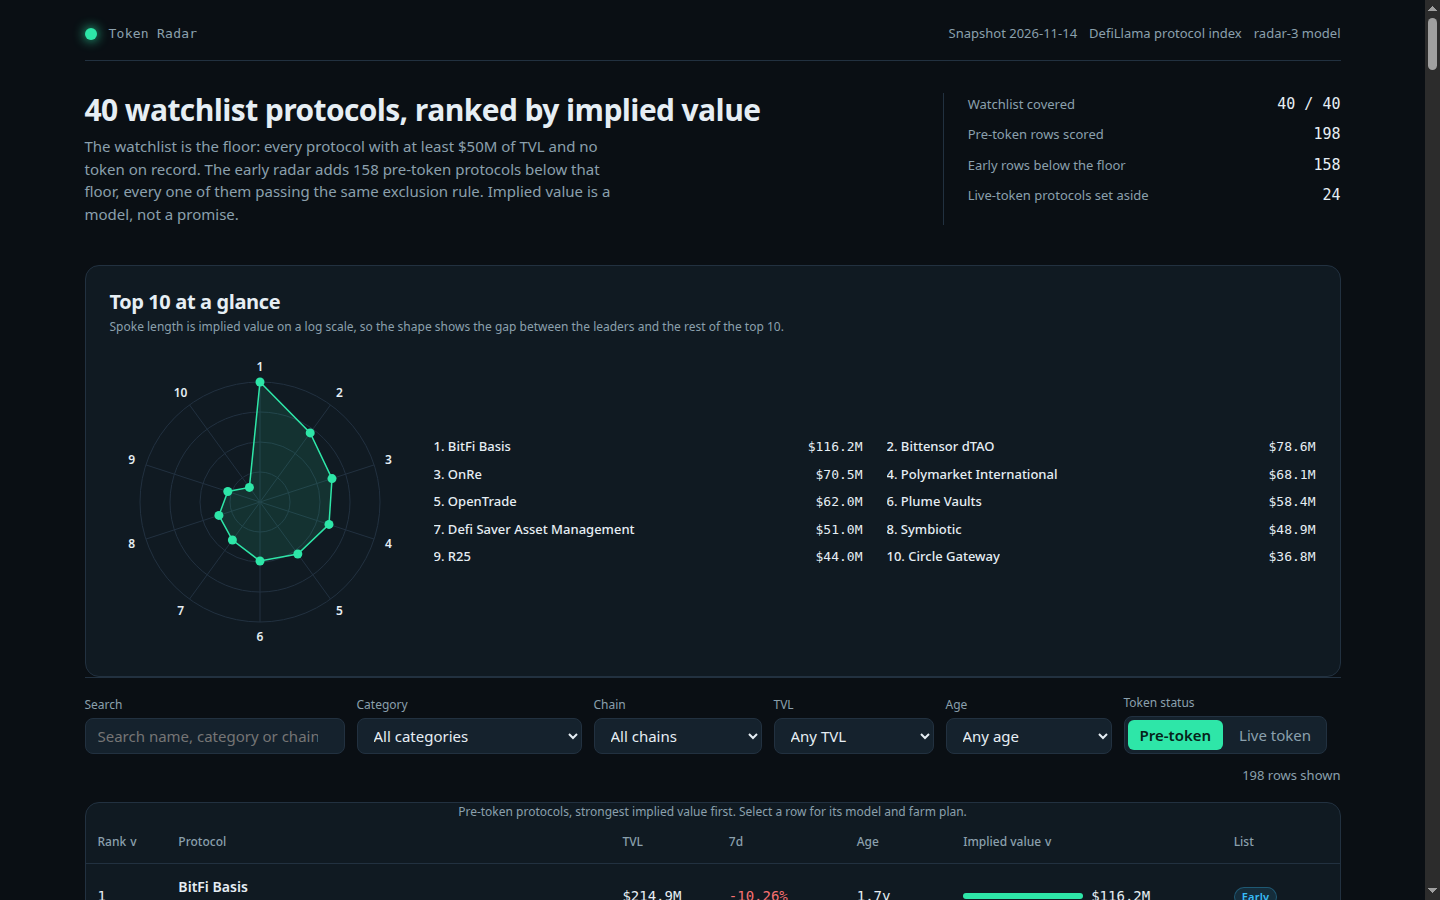 Token Radar
Snapshot 2026-11-14 DefiLlama protocol index radar-3 model
40 watchlist protocols, ranked by implied value
The watchlist is the floor: every protocol with at least $50M of TVL and no
token on record. The early radar adds 158 pre-token protocols below that
floor, every one of them passing the same exclusion rule. Implied value is a
model, not a promise.
Watchlist covered 40 / 40
Pre-token rows scored 198
Early rows below the floor 158
Live-token protocols set aside 24
Top 10 at a glance
Spoke length is implied value on a log scale, so the shape shows the gap between the leaders and the rest of the top 10.
1
2
3
4
5
6
7
8
9
10
1. BitFi Basis $116.2M
2. Bittensor dTAO $78.6M
3. OnRe $70.5M
4. Polymarket International $68.1M
5. OpenTrade $62.0M
6. Plume Vaults $58.4M
7. Defi Saver Asset Management $51.0M
8. Symbiotic $48.9M
9. R25 $44.0M
10. Circle Gateway $36.8M
Search
Search name, category or chain
Category
All categories
Chain
All chains
TVL
Any TVL
Age
Any age
Token status
Pre-token Live token
198 rows shown
Pre-token protocols, strongest implied value first. Select a row for its model and farm plan.
Rank v Protocol TVL 7d Age Implied value v List
1 BitFi Basis $214.9M -10.26% 1.7y $116.2M Early